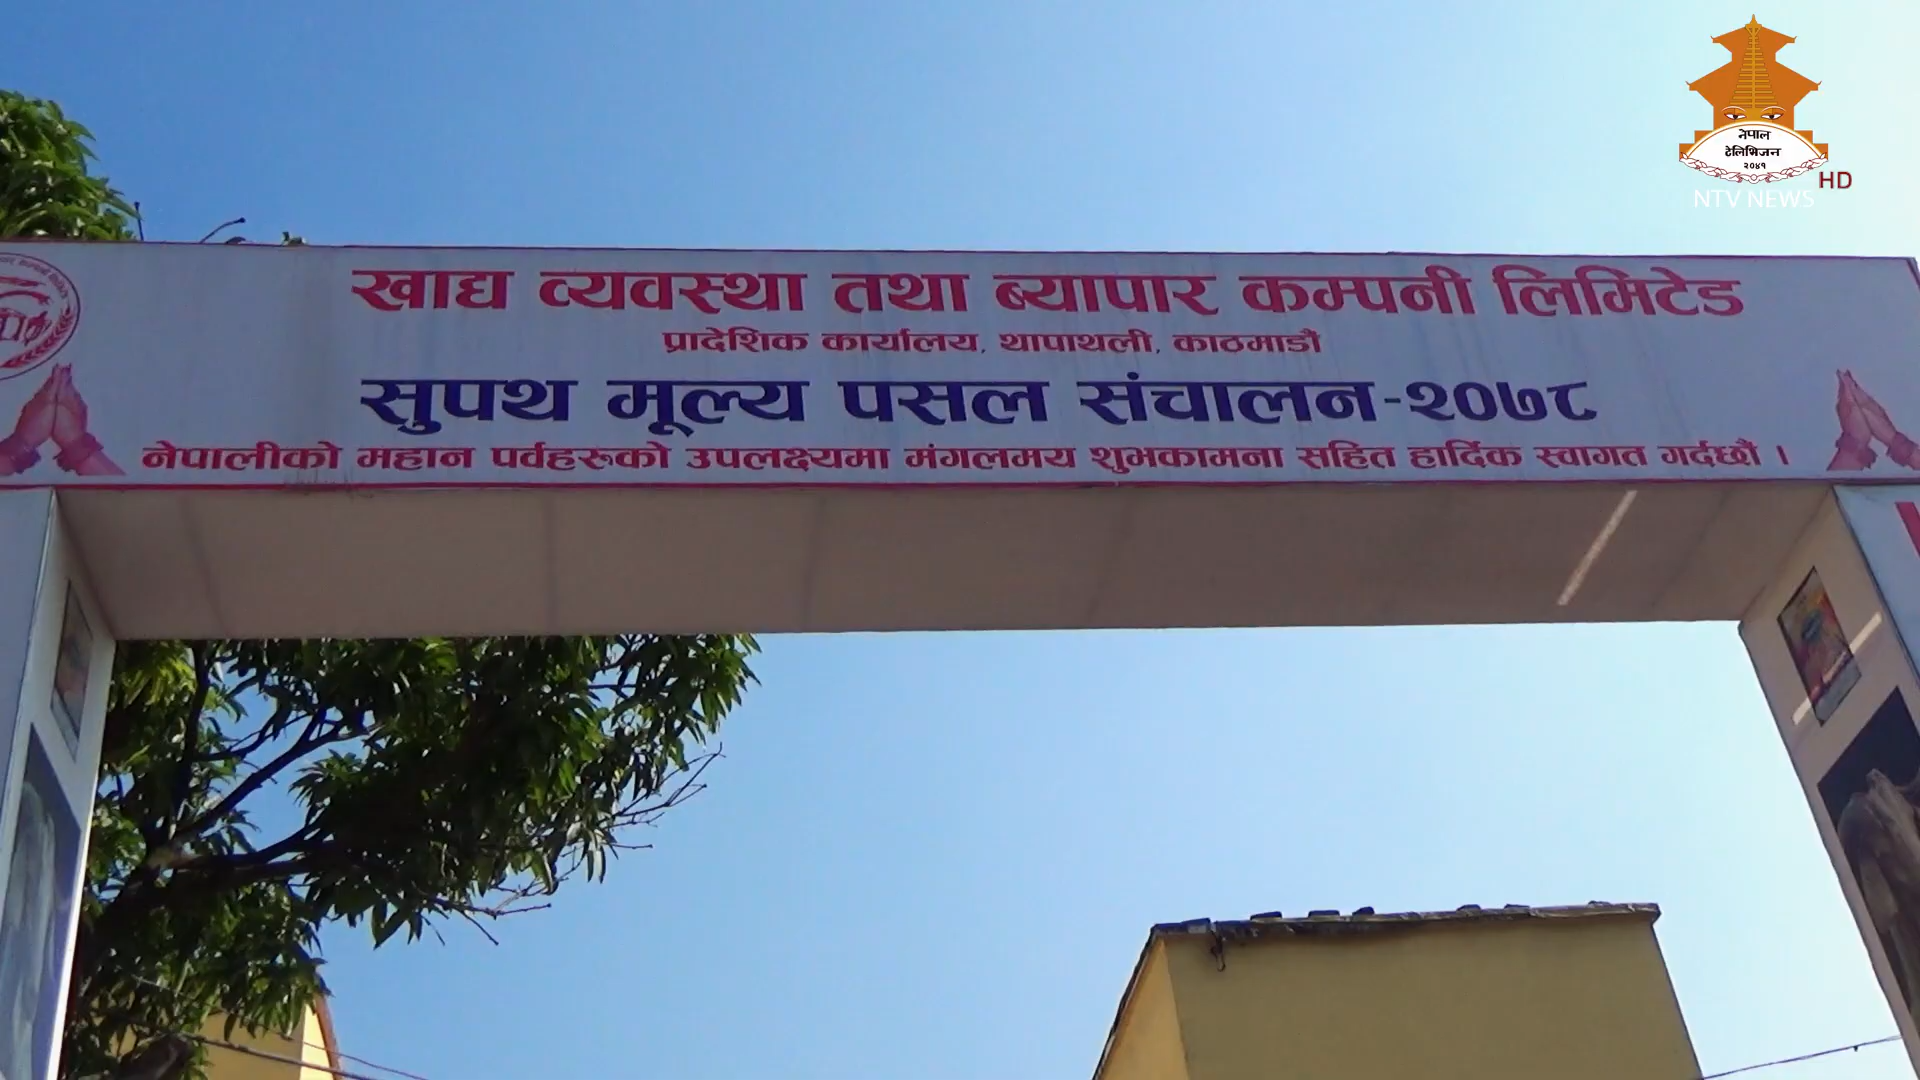 नेपाल
टेलिभिजन
२०४१
HD
NTV NEWS
खाद्य व्यवस्था तथा ब्यापार कम्पनी लिमिटेड
प्रादेशिक कार्यालय, थापाथली, काठमाडौं
सुपथ मूल्य पसल संचालन-२०७८
नेपालीको महान पर्वहरूको उपलक्ष्यमा मंगलमय शुभकामना सहित हार्दिक स्वागत गर्दछौं ।